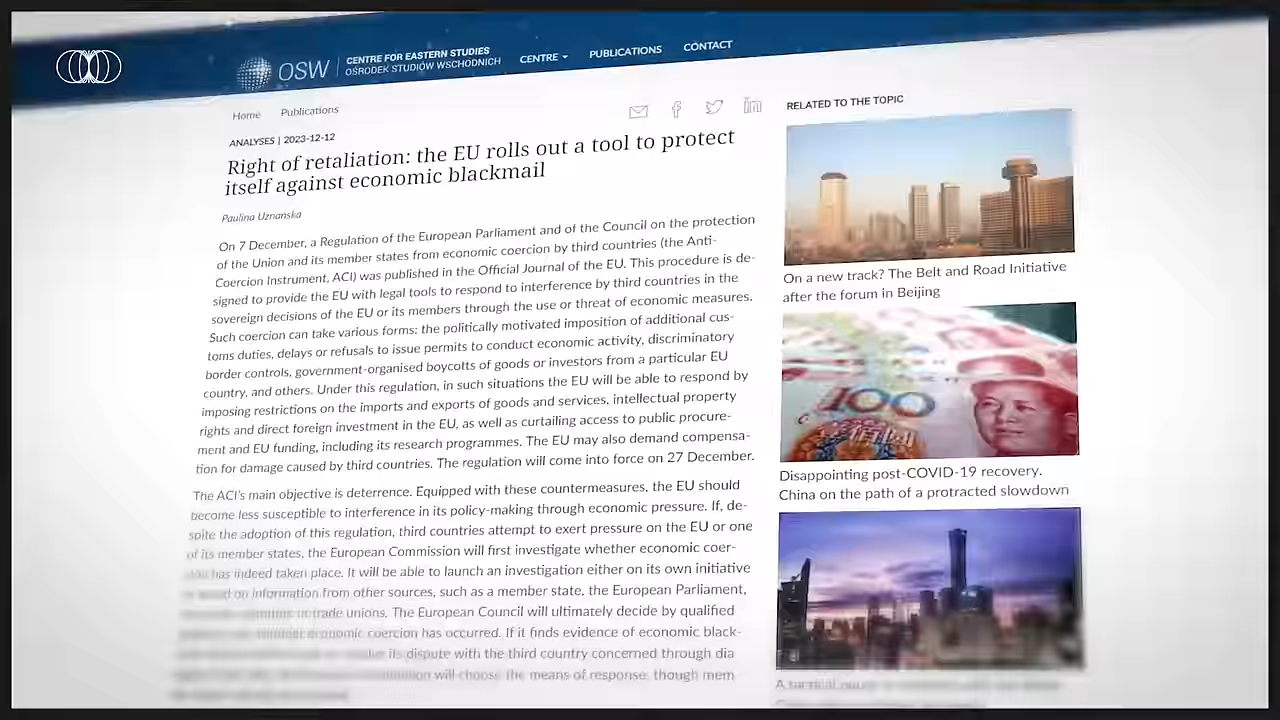 OSW
CENTRE FOR EASTERN STUDIES
OŚRODEK STUDIÓW WSCHODNICH
CENTRE
PUBLICATIONS
CONTACT
Home
Publications
ANALYSES | 2023-12-12
Right of retaliation: the EU rolls out a tool to protect
itself against economic blackmail
Paulina Uznańska
On 7 December, a Regulation of the European Parliament and of the Council on the protection
of the Union and its member states from economic coercion by third countries (the Anti-
Coercion Instrument, ACI) was published in the Official Journal of the EU. This procedure is de-
signed to provide the EU with legal tools to respond to interference by third countries in the
sovereign decisions of the EU or its members through the use or threat of economic measures.
Such coercion can take various forms: the politically motivated imposition of additional cus-
toms duties, delays or refusals to issue permits to conduct economic activity, discriminatory
border controls, government-organised boycotts of goods or investors from a particular EU
country, and others. Under this regulation, in such situations the EU will be able to respond by
imposing restrictions on the imports and exports of goods and services, intellectual property
rights and direct foreign investment in the EU, as well as curtailing access to public procure-
ment and EU funding, including its research programmes. The EU may also demand compensa-
tion for damage caused by third countries. The regulation will come into force on 27 December.
The ACI's main objective is deterrence. Equipped with these countermeasures, the EU should
become less susceptible to interference in its policy-making through economic pressure. If, de-
spite the adoption of this regulation, third countries attempt to exert pressure on the EU or one
of its member states, the European Commission will first investigate whether economic coer-
has indeed taken place. It will be able to launch an investigation either on its own initiative
on information from other sources, such as a member state, the European Parliament,
trade unions. The European Council will ultimately decide by qualified
economic coercion has occurred. If it finds evidence of economic black-
its dispute with the third country concerned through dia
will choose the means of response, though mem
RELATED TO THE TOPIC
On a new track? The Belt and Road Initiative
after the forum in Beijing
100
Disappointing post-COVID-19 recovery.
China on the path of a protracted slowdown
A tactical